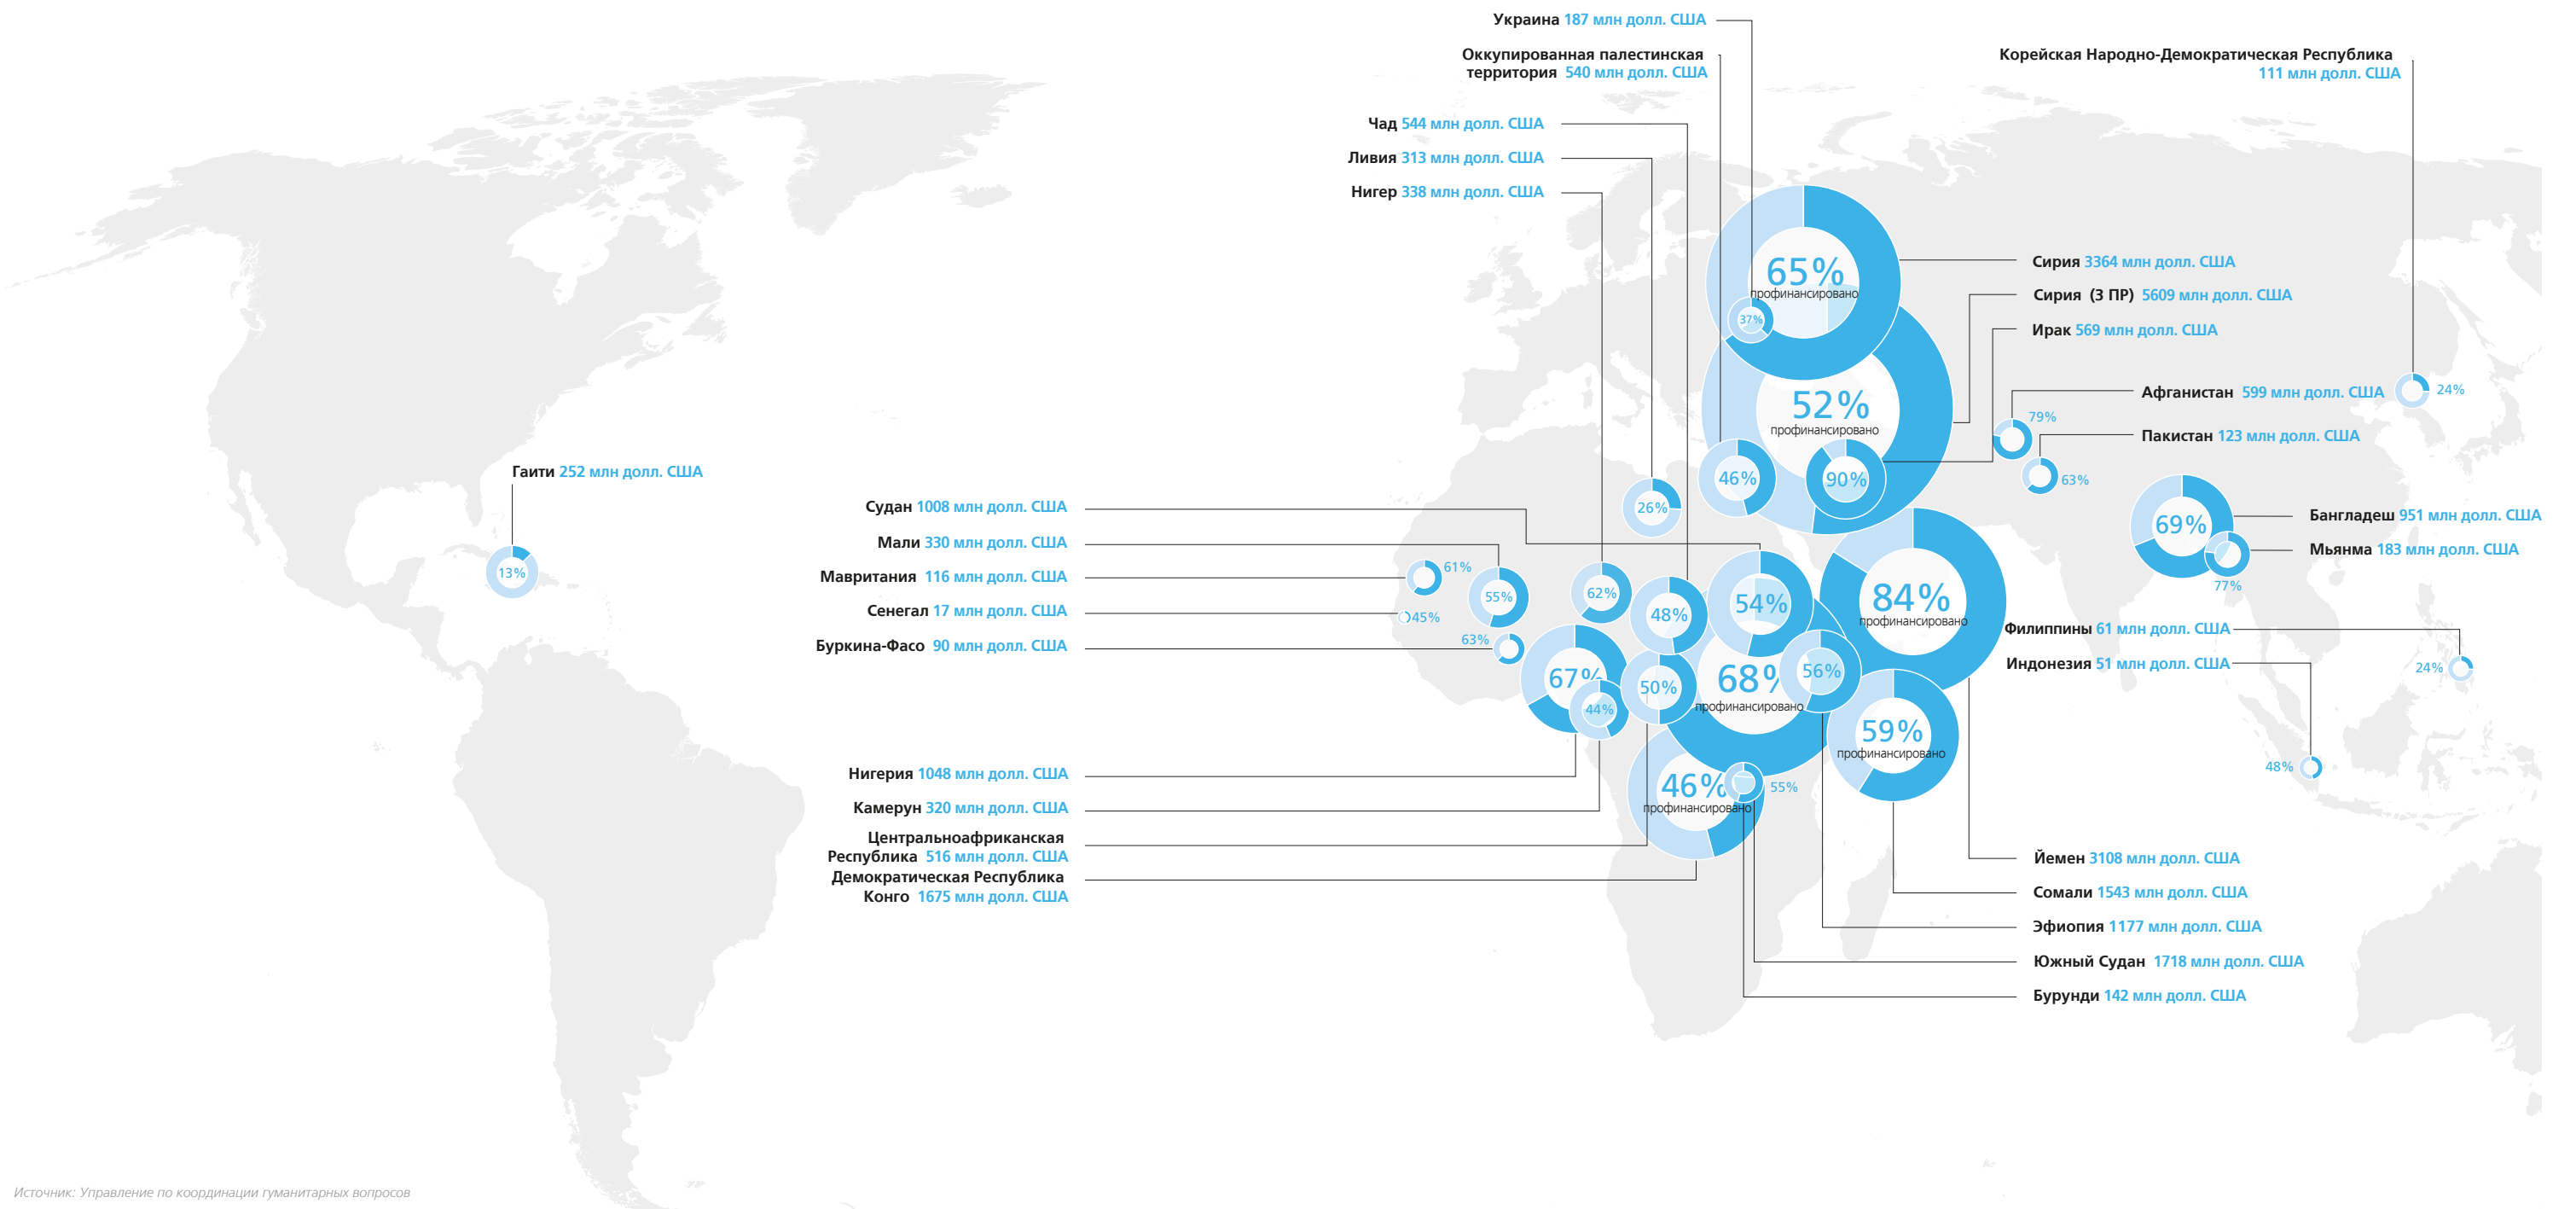 Украина 187 млн долл. США
Оккупированная палестинская
территория 540 млн долл. США
Корейская Народно-Демократическая Республика
111 млн долл. США
Чад 544 млн долл. США
Ливия 313 млн долл. США
Нигер 338 млн долл. США
65%
профинансировано
37%
Сирия 3364 млн долл. США
Сирия (3 ПР) 5609 млн долл. США
Ирак 569 млн долл. США
52%
профинансировано
Афганистан 599 млн долл. США
24%
79%
Пакистан 123 млн долл. США
63%
46%
90%
26%
Гаити 252 млн долл. США
13%
69%
Бангладеш 951 млн долл. США
Мьянма 183 млн долл. США
77%
Судан 1008 млн долл. США
Мали 330 млн долл. США
Мавритания 116 млн долл. США
Сенегал 17 млн долл. США
Буркина-Фасо 90 млн долл. США
61%
45%
63%
55%
62%
48%
54%
84%
профинансировано
67%
44%
50%
68%
профинансировано
56%
59%
профинансировано
46%
профинансировано
55%
Филиппины 61 млн долл. США
Индонезия 51 млн долл. США
24%
48%
Нигерия 1048 млн долл. США
Камерун 320 млн долл. США
Центральноафриканская
Республика 516 млн долл. США
Демократическая Республика
Конго 1675 млн долл. США
Йемен 3108 млн долл. США
Сомали 1543 млн долл. США
Эфиопия 1177 млн долл. США
Южный Судан 1718 млн долл. США
Бурунди 142 млн долл. США
Источник: Управление по координации гуманитарных вопросов